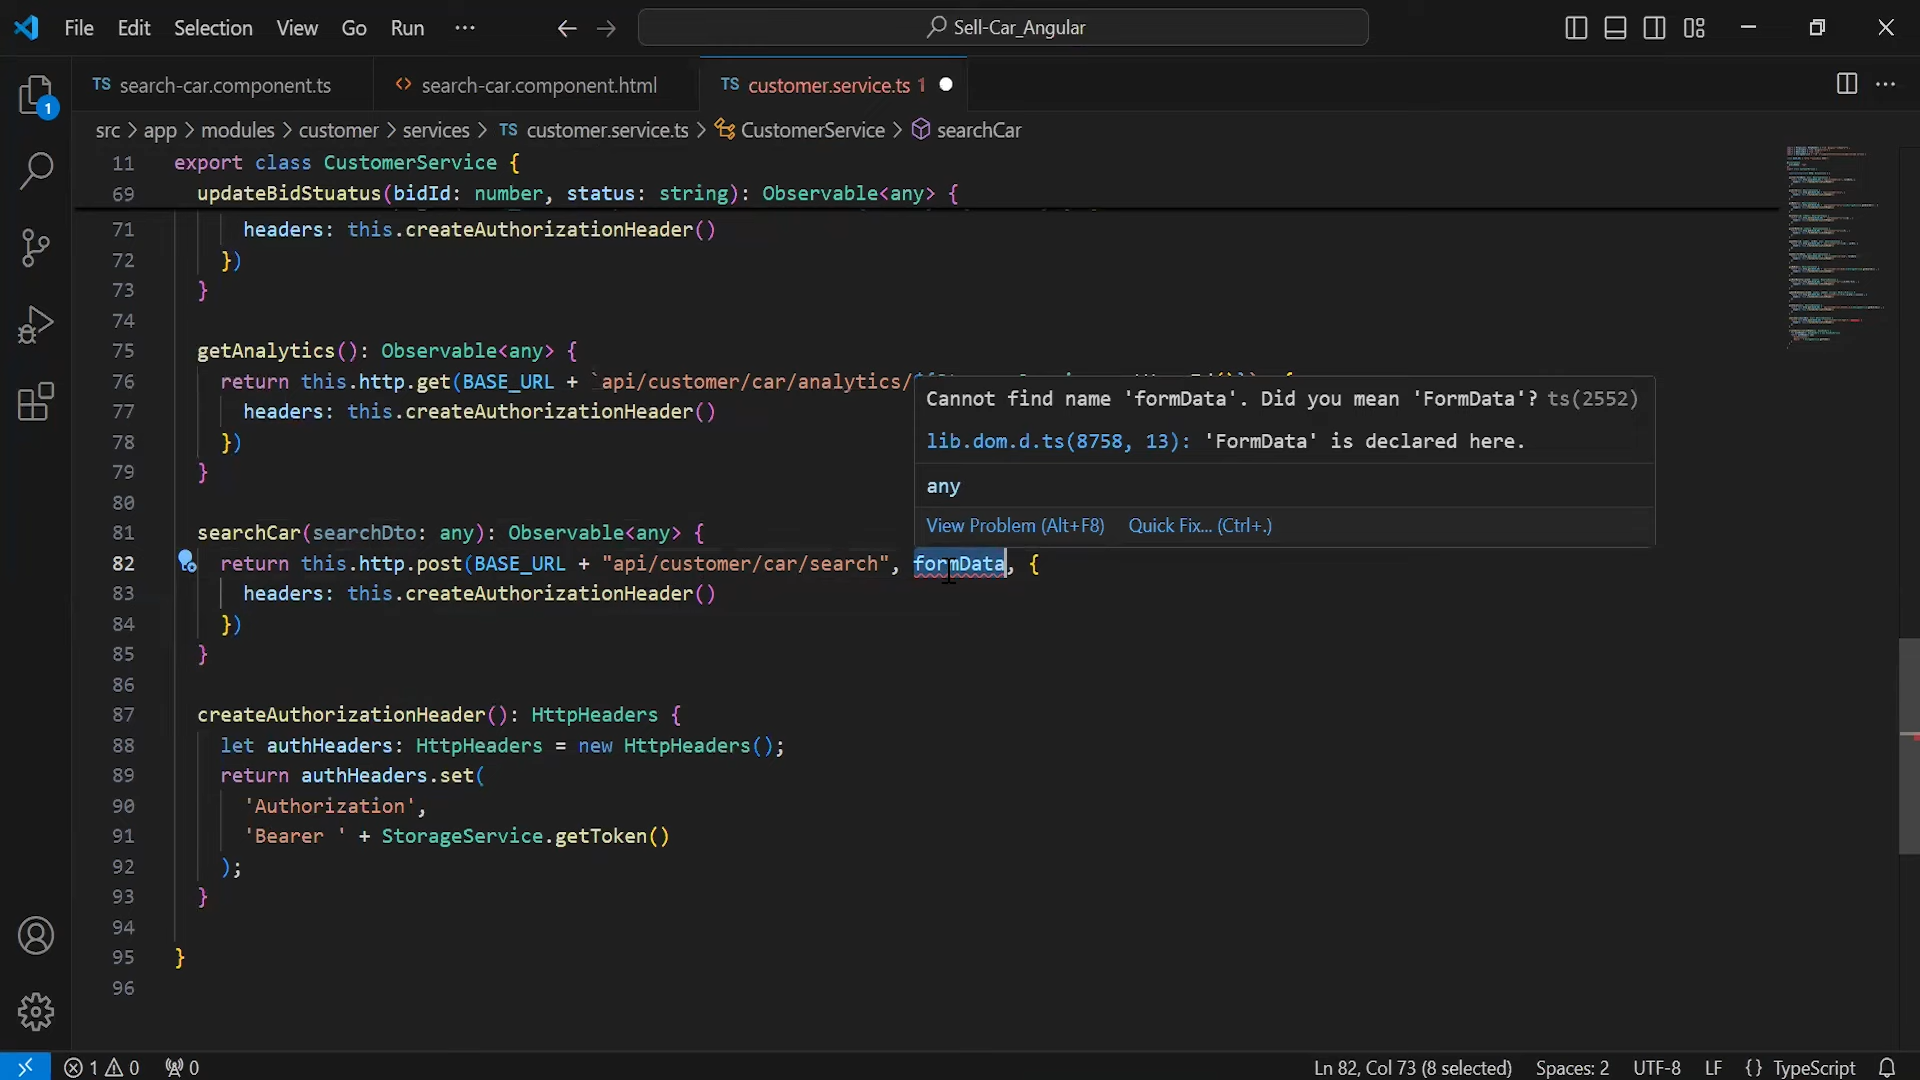 File Edit Selection View Go Run ··· Sell-Car_Angular
TS search-car.component.ts <> search-car.component.html TS customer.service.ts 1
src > app > modules > customer > services > TS customer.service.ts > CustomerService > searchCar
11 export class CustomerService {
69 updateBidStuatus(bidId: number, status: string): Observable<any> {
71 headers: this.createAuthorizationHeader()
72 })
73 }
74
75 getAnalytics(): Observable<any> {
76 return this.http.get(BASE_URL + `api/customer/car/analytics/
77 headers: this.createAuthorizationHeader()
78 })
79 }
80
Cannot find name 'formData'. Did you mean 'FormData'? ts(2552)
lib.dom.d.ts(8758, 13): 'FormData' is declared here.
any
View Problem (Alt+F8) Quick Fix... (Ctrl+.)
81 searchCar(searchDto: any): Observable<any> {
82 return this.http.post(BASE_URL + "api/customer/car/search", formData, {
83 headers: this.createAuthorizationHeader()
84 })
85 }
86
87 createAuthorizationHeader(): HttpHeaders {
88 let authHeaders: HttpHeaders = new HttpHeaders();
89 return authHeaders.set(
90 'Authorization',
91 'Bearer ' + StorageService.getToken()
92 );
93 }
94
95 }
96
1 0 0 Ln 82, Col 73 (8 selected) Spaces: 2 UTF-8 LF {} TypeScript
1